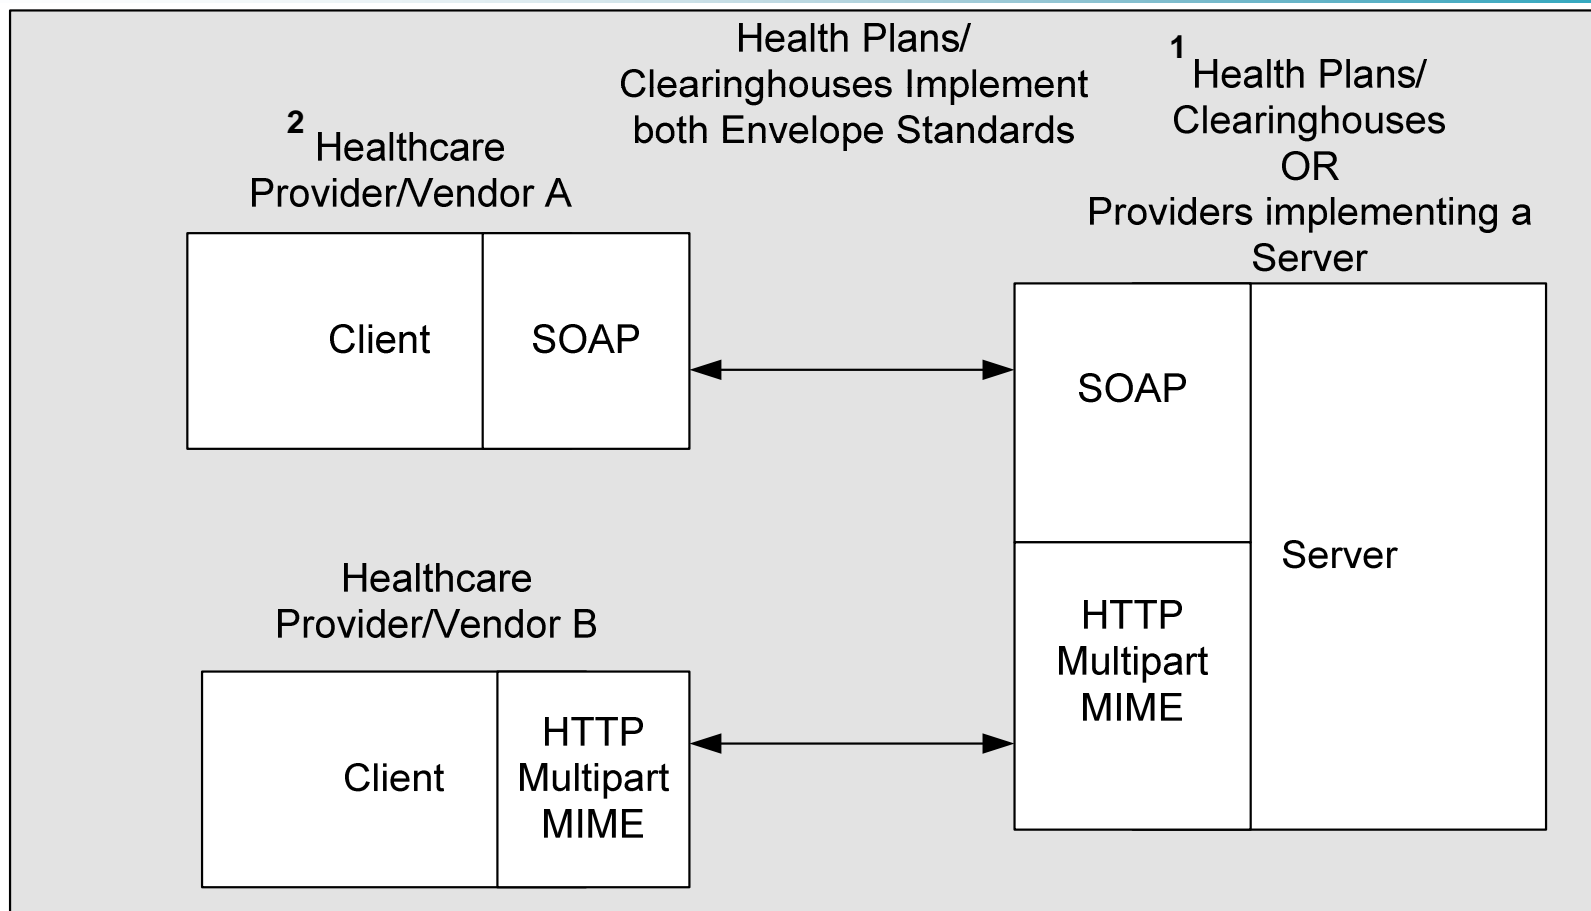 Health Plans/
Clearinghouses Implement
both Envelope Standards
1
Health Plans/
Clearinghouses
OR
Providers implementing a
Server
2
Healthcare
Provider/Vendor A
Client
SOAP
SOAP
Server
HTTP
Multipart
MIME
Healthcare
Provider/Vendor B
Client
HTTP
Multipart
MIME